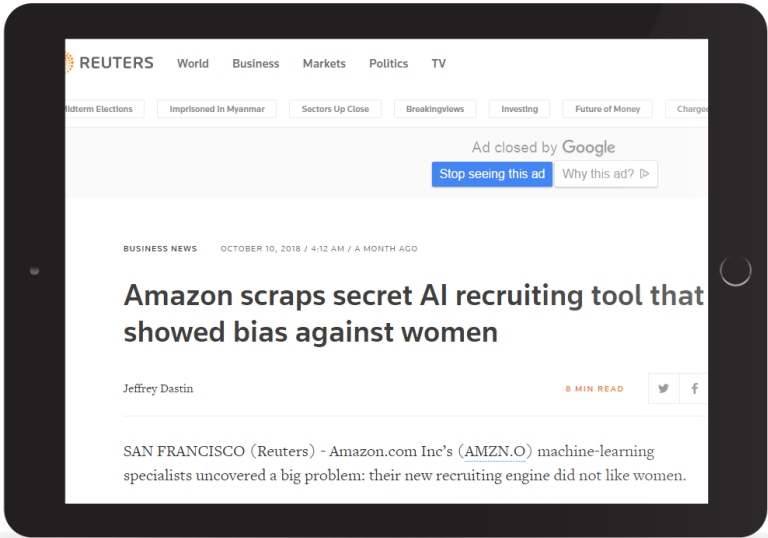 REUTERS World Business Markets Politics TV
idterm Elections Imprisoned In Myanmar Sectors Up Close Breakingviews Investing Future of Money Charged
Ad closed by Google
Stop seeing this ad Why this ad?
BUSINESS NEWS OCTOBER 10, 2018 / 4:12 AM / A MONTH AGO
Amazon scraps secret AI recruiting tool that
showed bias against women
Jeffrey Dastin 8 MIN READ
SAN FRANCISCO (Reuters) - Amazon.com Inc’s (AMZN.O) machine-learning
specialists uncovered a big problem: their new recruiting engine did not like women.